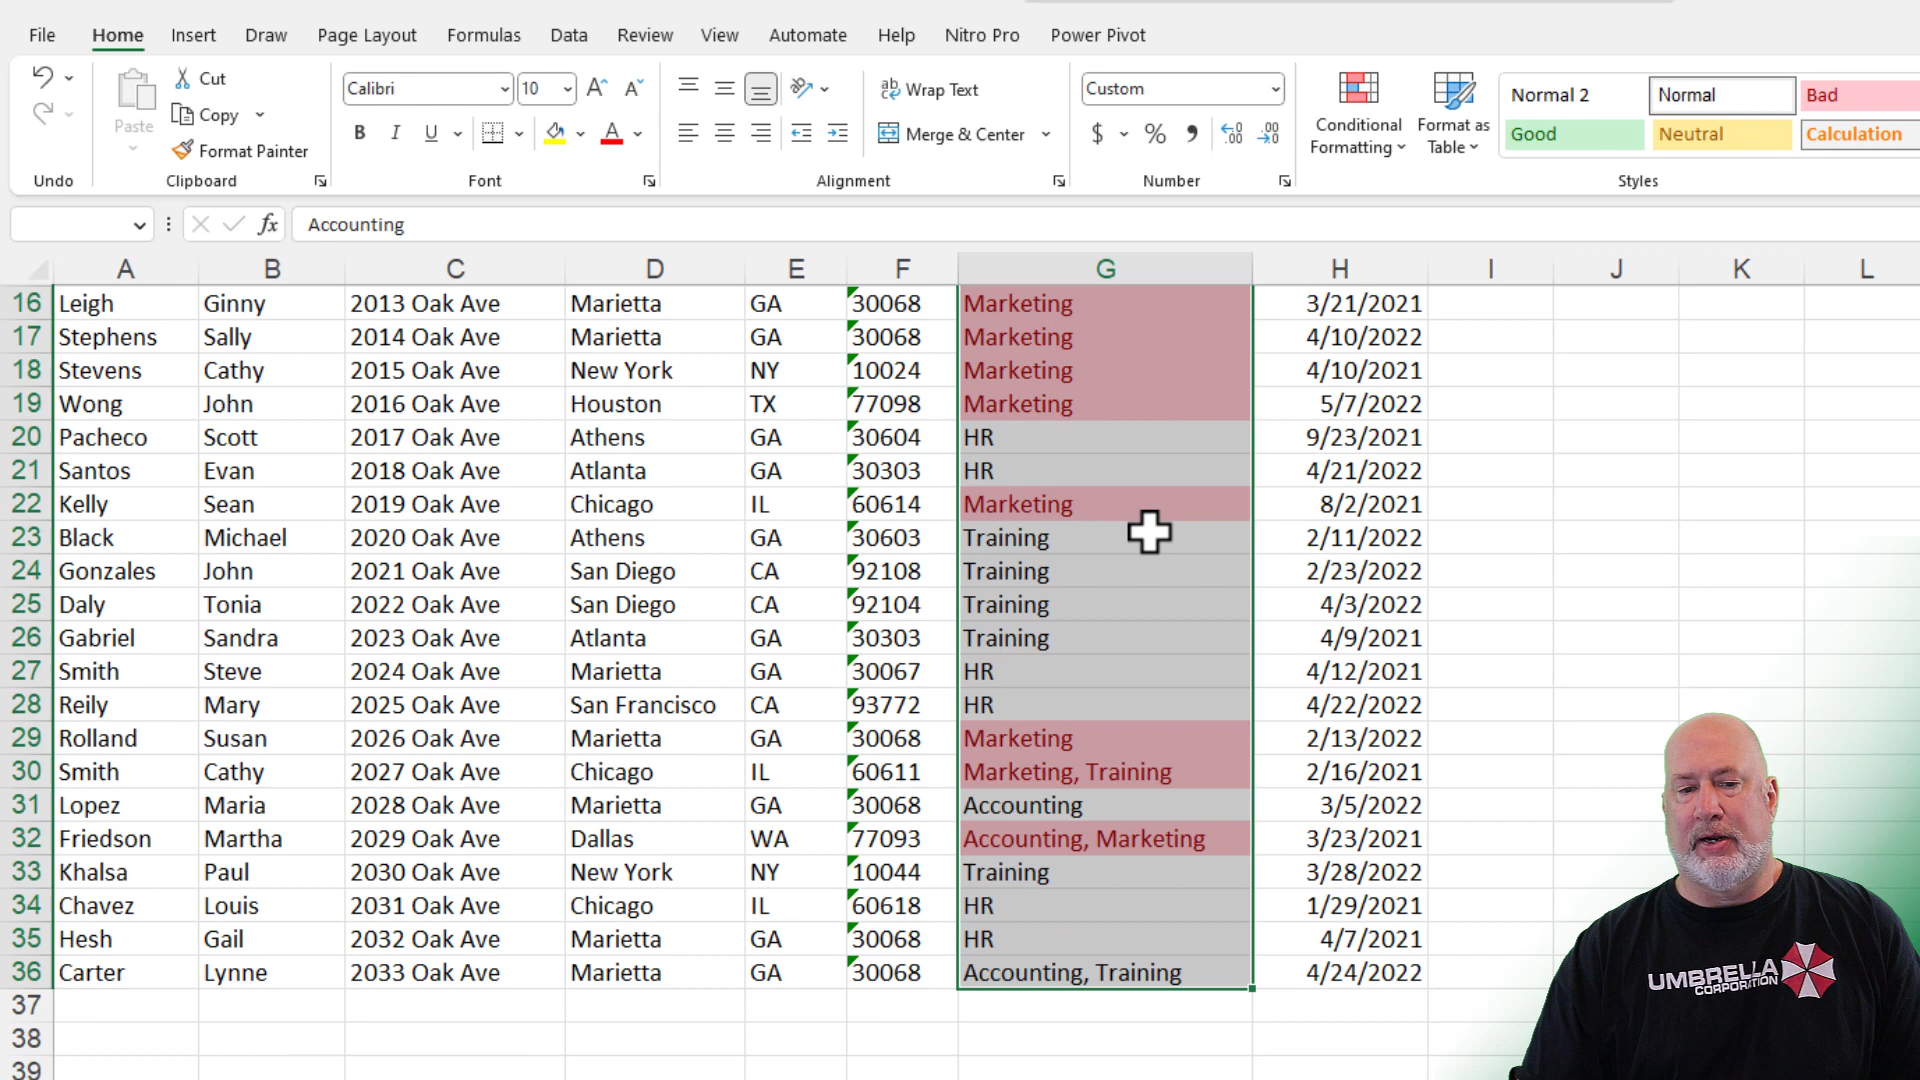 File Home Insert Draw Page Layout Formulas Data Review View Automate Help Nitro Pro Power Pivot
Cut
Copy
Format Painter
Paste
Undo Clipboard
Calibri 10
B I U A
Font
Wrap Text
Merge & Center
Alignment
Custom
$ % ,
Number
Conditional Formatting
Format as Table
Normal 2 Normal Bad
Good Neutral Calculation
Styles
fx Accounting
A B C D E F G H I J K L
16 Leigh Ginny 2013 Oak Ave Marietta GA 30068 Marketing 3/21/2021
17 Stephens Sally 2014 Oak Ave Marietta GA 30068 Marketing 4/10/2022
18 Stevens Cathy 2015 Oak Ave New York NY 10024 Marketing 4/10/2021
19 Wong John 2016 Oak Ave Houston TX 77098 Marketing 5/7/2022
20 Pacheco Scott 2017 Oak Ave Athens GA 30604 HR 9/23/2021
21 Santos Evan 2018 Oak Ave Atlanta GA 30303 HR 4/21/2022
22 Kelly Sean 2019 Oak Ave Chicago IL 60614 Marketing 8/2/2021
23 Black Michael 2020 Oak Ave Athens GA 30603 Training 2/11/2022
24 Gonzales John 2021 Oak Ave San Diego CA 92108 Training 2/23/2022
25 Daly Tonia 2022 Oak Ave San Diego CA 92104 Training 4/3/2022
26 Gabriel Sandra 2023 Oak Ave Atlanta GA 30303 Training 4/9/2021
27 Smith Steve 2024 Oak Ave Marietta GA 30067 HR 4/12/2021
28 Reily Mary 2025 Oak Ave San Francisco CA 93772 HR 4/22/2022
29 Rolland Susan 2026 Oak Ave Marietta GA 30068 Marketing 2/13/2022
30 Smith Cathy 2027 Oak Ave Chicago IL 60611 Marketing, Training 2/16/2021
31 Lopez Maria 2028 Oak Ave Marietta GA 30068 Accounting 3/5/2022
32 Friedson Martha 2029 Oak Ave Dallas WA 77093 Accounting, Marketing 3/23/2021
33 Khalsa Paul 2030 Oak Ave New York NY 10044 Training 3/28/2022
34 Chavez Louis 2031 Oak Ave Chicago IL 60618 HR 1/29/2021
35 Hesh Gail 2032 Oak Ave Marietta GA 30068 HR 4/7/2021
36 Carter Lynne 2033 Oak Ave Marietta GA 30068 Accounting, Training 4/24/2022
37
38
39
UMBRELLA
CORPORATION